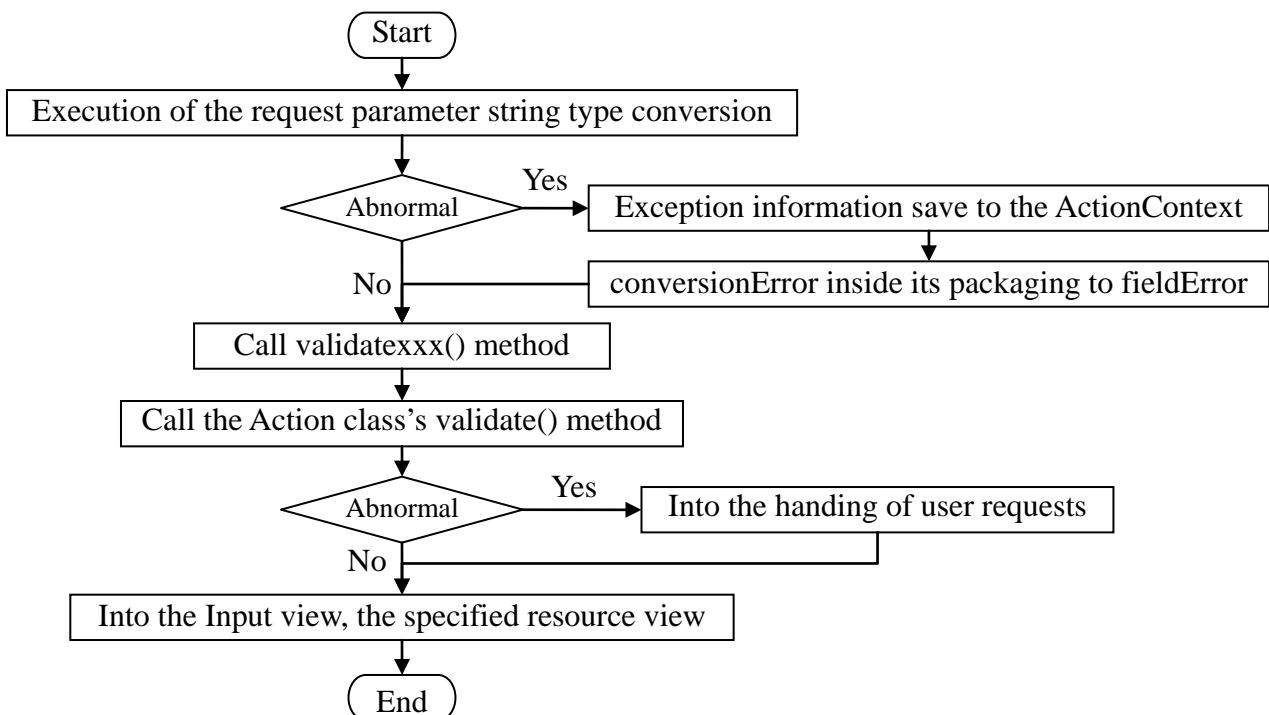 Start
Execution of the request parameter string type conversion
Abnormal
Yes
Exception information save to the ActionContext
No
conversionError inside its packaging to fieldError
Call validatexxx() method
Call the Action class’s validate() method
Abnormal
Yes
Into the handing of user requests
No
Into the Input view, the specified resource view
End